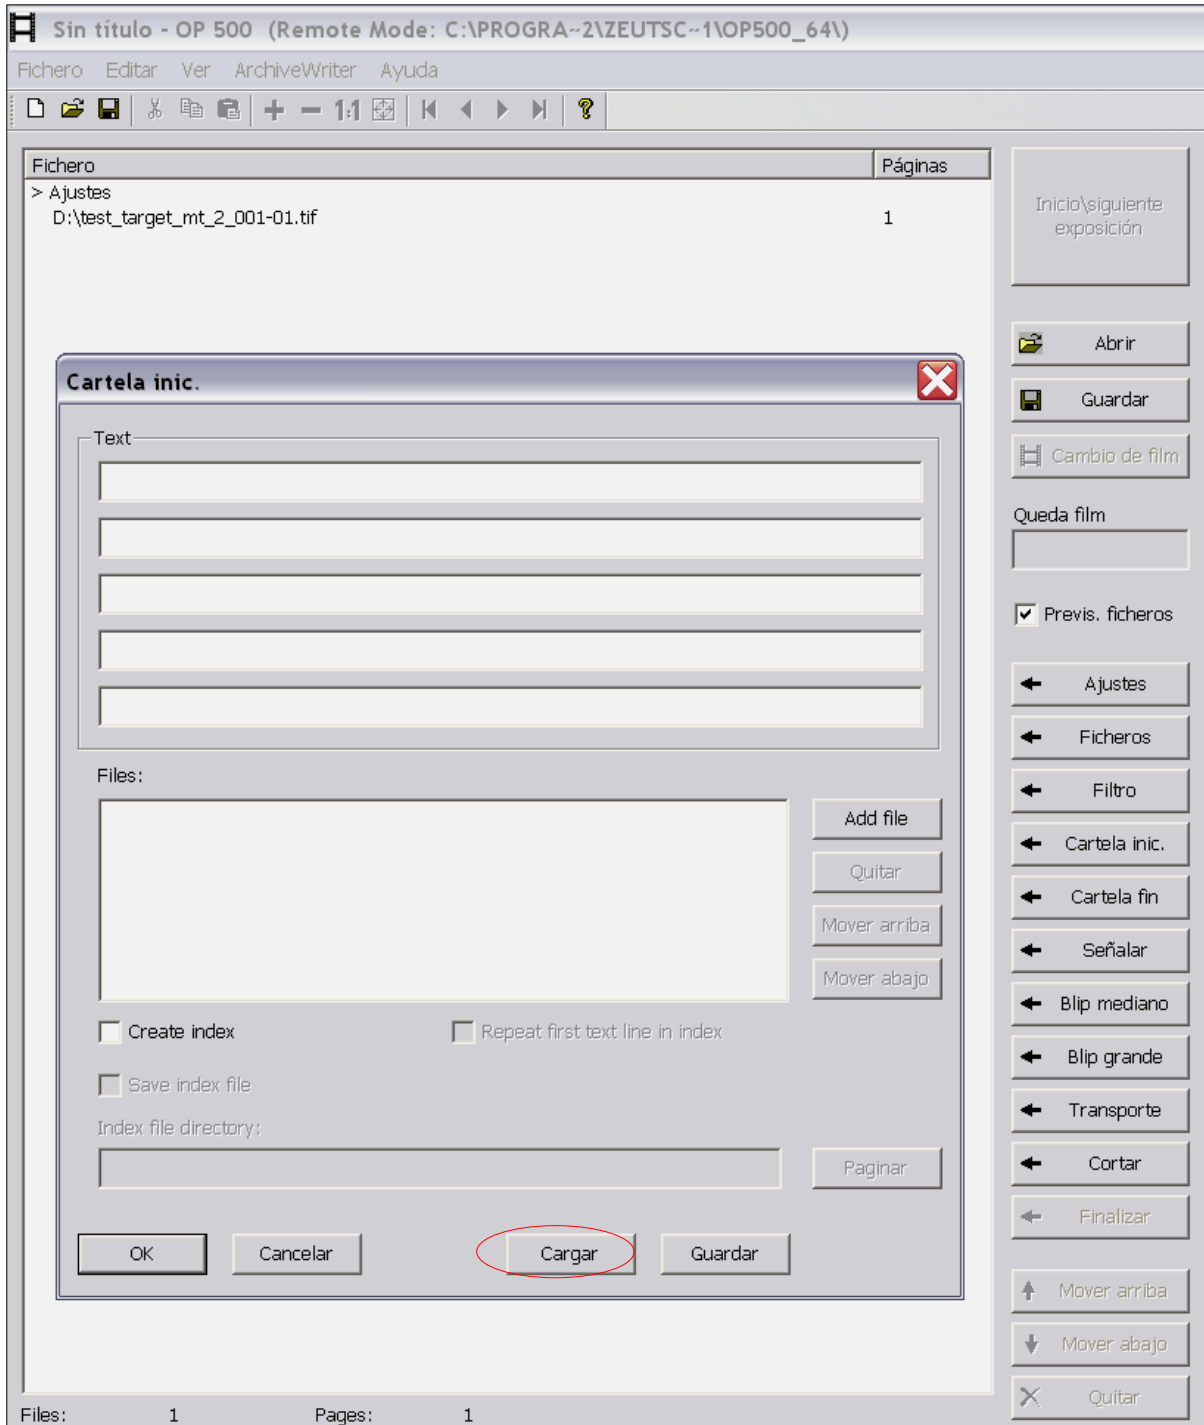 Sin título - OP 500 (Remote Mode: C:\PROGRA~2\ZEUTSC~1\OP500_64\)
Fichero Editar Ver ArchiveWriter Ayuda
1:1
Fichero Páginas
> Ajustes
D:\test_target_mt_2_001-01.tif 1
Cartela inic.
Text
Files:
Add file
Quitar
Mover arriba
Mover abajo
Create index Repeat first text line in index
Save index file
Index file directory:
Paginar
OK Cancelar Cargar Guardar
Inicio\siguiente
exposición
Abrir
Guardar
Cambio de film
Queda film
Previs. ficheros
Ajustes
Ficheros
Filtro
Cartela inic.
Cartela fin
Señalar
Blip mediano
Blip grande
Transporte
Cortar
Finalizar
Mover arriba
Mover abajo
Quitar
Files: 1 Pages: 1